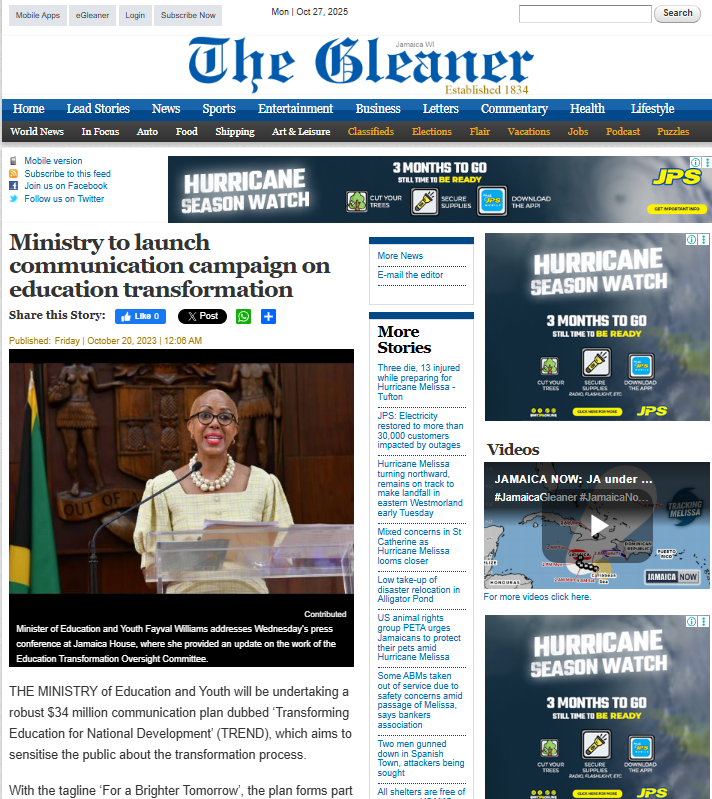 Mobile Apps
eGleaner
Login
Subscribe Now
Mon | Oct 27, 2025
Search
Jamaica WI
The Gleaner
Established 1834
Home Lead Stories News Sports Entertainment Business Letters Commentary Health Lifestyle
World News In Focus Auto Food Shipping Art & Leisure Classifieds Elections Flair Vacations Jobs Podcast Puzzles
Mobile version
Subscribe to this feed
Join us on Facebook
Follow us on Twitter
HURRICANE
SEASON WATCH
3 MONTHS TO GO
STILL TIME TO BE READY
CUT YOUR
TREES
SECURE
SUPPLIES
DOWNLOAD
THE APP!
JPS
GET IMPORTANT INFO
Ministry to launch
communication campaign on
education transformation
Share this Story:
Like 0
Post
Published: Friday | October 20, 2023 | 12:06 AM
OUT OF
Contributed
Minister of Education and Youth Fayval Williams addresses Wednesday's press
conference at Jamaica House, where she provided an update on the work of the
Education Transformation Oversight Committee.
THE MINISTRY of Education and Youth will be undertaking a
robust $34 million communication plan dubbed ‘Transforming
Education for National Development’ (TREND), which aims to
sensitise the public about the transformation process.
With the tagline ‘For a Brighter Tomorrow’, the plan forms part
More News
E-mail the editor
More
Stories
Three die, 13 injured
while preparing for
Hurricane Melissa -
Tufton
JPS: Electricity
restored to more than
30,000 customers
impacted by outages
Hurricane Melissa
turning northward,
remains on track to
make landfall in
eastern Westmorland
early Tuesday
Mixed concerns in St
Catherine as
Hurricane Melissa
looms closer
Low take-up of
disaster relocation in
Alligator Pond
US animal rights
group PETA urges
Jamaicans to protect
their pets amid
Hurricane Melissa
Some ABMs taken
out of service due to
safety concerns amid
passage of Melissa,
says bankers
association
Two men gunned
down in Spanish
Town, attackers being
sought
All shelters are free of
HURRICANE
SEASON WATCH
3 MONTHS TO GO
STILL TIME TO BE READY
CUT YOUR
TREES
SECURE
SUPPLIES
RADIO, FLASHLIGHT, ETC.
DOWNLOAD
THE APP!
CLICK HERE FOR MORE
JPS
Videos
JAMAICA NOW: JA under ...
#JamaicaGleaner #JamaicaNo...
TRACKING
MELISSA
DOMINICAN
REPUBLIC
PUERTO
RICO
JAMAICA
Caribbean
Sea
HONDURAS
JAMAICA NOW
For more videos click here.
HURRICANE
SEASON WATCH
3 MONTHS TO GO
STILL TIME TO BE READY
CUT YOUR
TREES
SECURE
SUPPLIES
RADIO, FLASHLIGHT, ETC.
DOWNLOAD
THE APP!
CLICK HERE FOR MORE
JPS